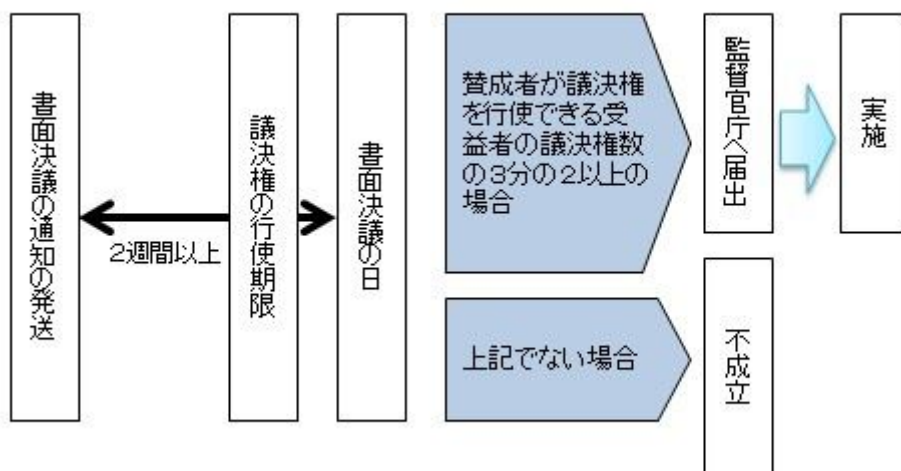 書面決議の通知の発送
2週間以上
議決権の行使期限
書面決議の日
賛成者が議決権
を行使できる受
益者の議決権数
の3分の2以上の
場合
監督官庁へ届出
実施
上記でない場合
不成立